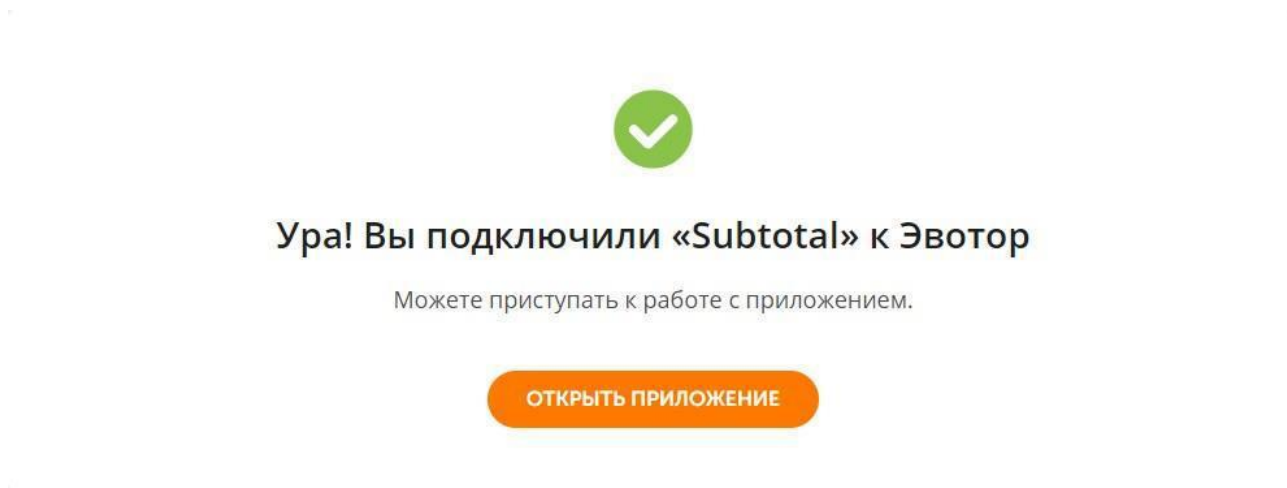 Ура! Вы подключили «Subtotal» к Эвотор
Можете приступать к работе с приложением.
ОТКРЫТЬ ПРИЛОЖЕНИЕ